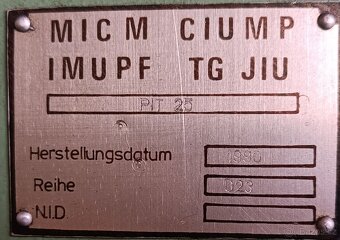 MICM CIUMP
IMUPF TG JIU
PIT 25
Herstellungsdatum 1990
Reihe 023
N.I.D.